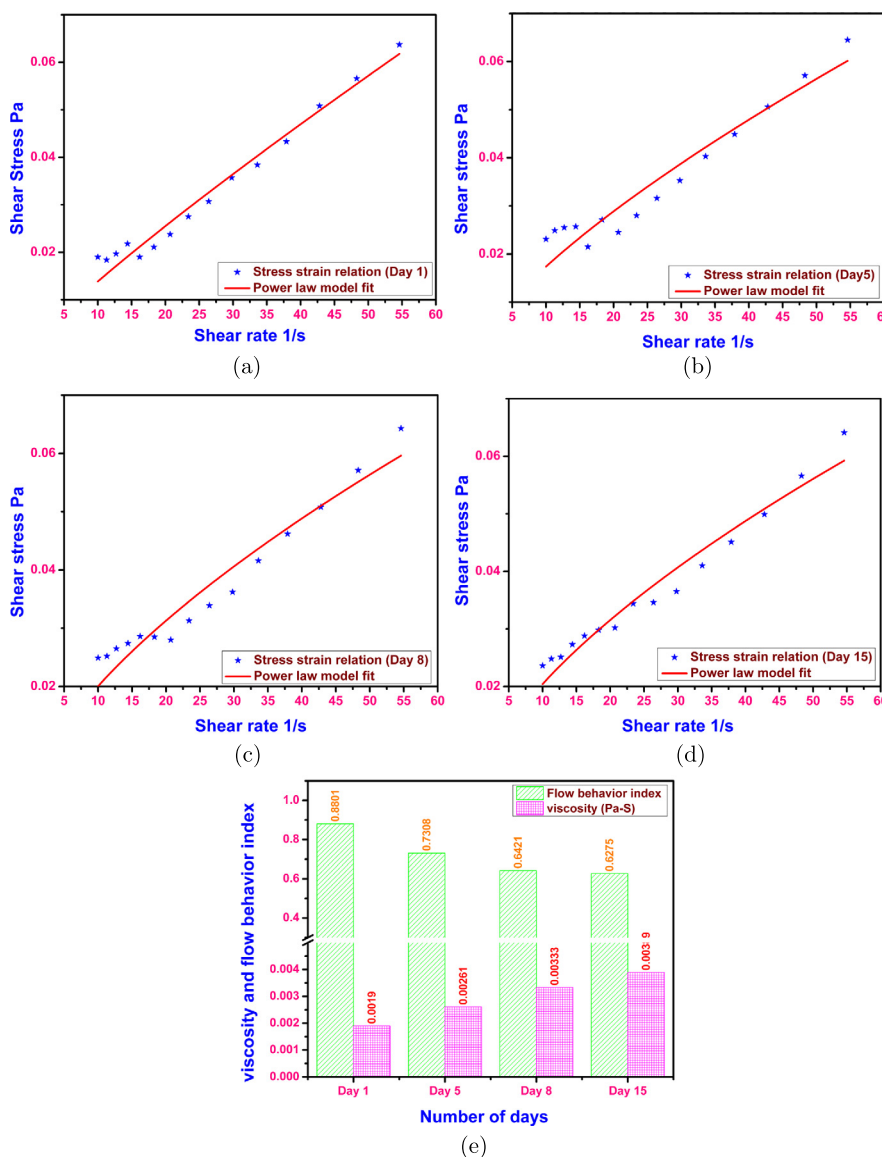 0.06
0.04
0.02
Shear Stress Pa
Stress strain relation (Day 1)
Power law model fit
5 10 15 20 25 30 35 40 45 50 55 60
Shear rate 1/s
(a)
0.06
0.04
0.02
Shear stress Pa
Stress strain relation (Day5)
Power law model fit
5 10 15 20 25 30 35 40 45 50 55 60
Shear rate 1/s
(b)
0.06
0.04
0.02
Shear stress Pa
Stress strain relation (Day 8)
Power law model fit
5 10 15 20 25 30 35 40 45 50 55 60
Shear rate 1/s
(c)
0.06
0.04
0.02
Shear stress Pa
Stress strain relation (Day 15)
Power law model fit
5 10 15 20 25 30 35 40 45 50 55 60
Shear rate 1/s
(d)
viscosity and flow behavior index
1.0
0.8
0.6
0.4
0.004
0.003
0.002
0.001
0.000
Flow behavior index
viscosity (Pa-S)
0.8801
0.7308
0.6421
0.6275
0.0019
0.00261
0.00333
Day 1 Day 5 Day 8 Day 15
Number of days
(e)